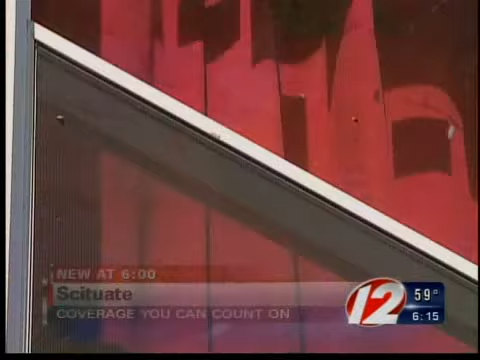 NEW AT 6:00
Scituate
COVERAGE YOU CAN COUNT ON
12
59°
6:15